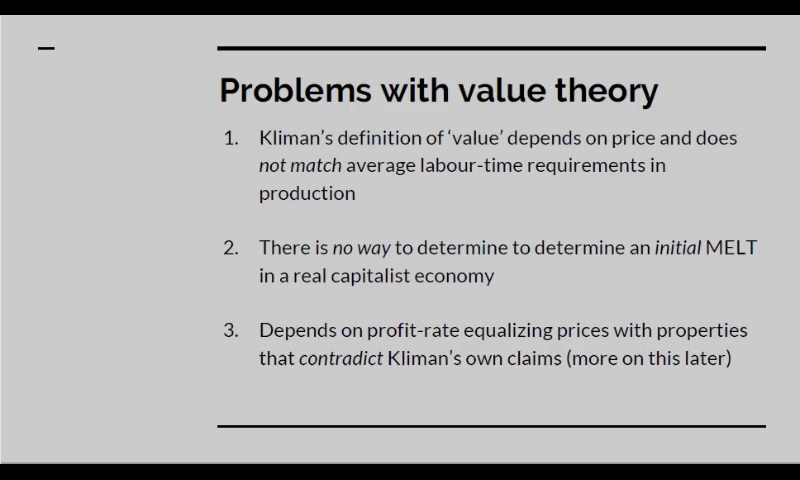 Problems with value theory
1. Kliman's definition of 'value' depends on price and does
not match average labour-time requirements in
production
2. There is no way to determine to determine an initial MELT
in a real capitalist economy
3. Depends on profit-rate equalizing prices with properties
that contradict Kliman's own claims (more on this later)